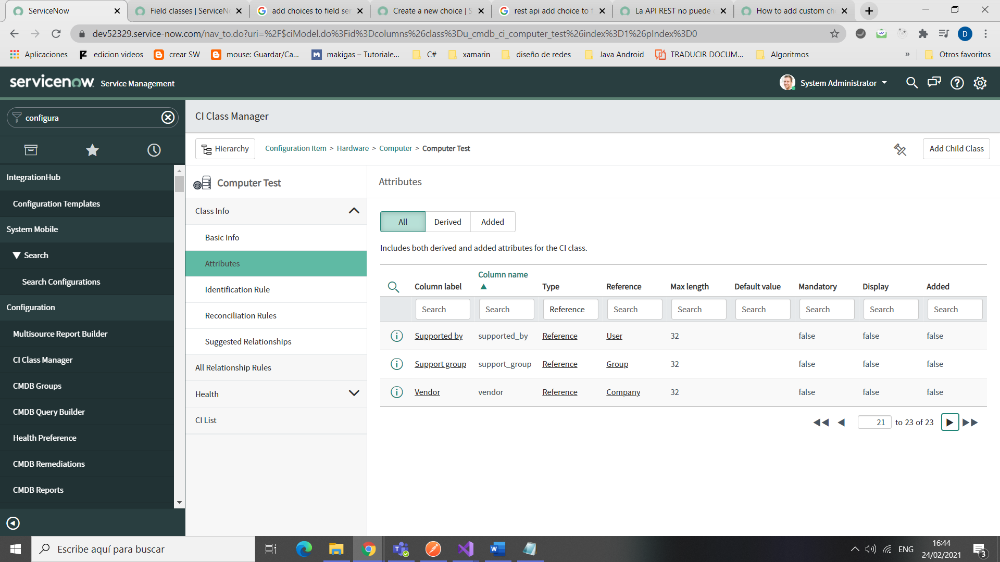 ServiceNow
Field classes | ServiceN
add choices to field ser
Create a new choice | S
rest api add choice to f
La API REST no puede
How to add custom ch
dev52329.service-now.com/nav_to.do?uri=%2F$ciModel.do%3Fid%3Dcolumns%26class%3Du_cmdb_ci_computer_test%26index%3D1%26pIndex%3D0
D
Aplicaciones
edicion videos
crear SW
mouse: Guardar/Ca...
makigas – Tutoriale...
C#
xamarin
diseño de redes
Java Android
TRADUCIR DOCUM...
Algoritmos
»
Otros favoritos
servicenow Service Management
System Administrator
configura
CI Class Manager
Hierarchy
Configuration Item > Hardware > Computer > Computer Test
Add Child Class
IntegrationHub
Configuration Templates
System Mobile
Search
Search Configurations
Configuration
Multisource Report Builder
CI Class Manager
CMDB Groups
CMDB Query Builder
Health Preference
CMDB Remediations
CMDB Reports
Computer Test
Class Info
Basic Info
Attributes
Identification Rule
Reconciliation Rules
Suggested Relationships
All Relationship Rules
Health
CI List
Attributes
All Derived Added
Includes both derived and added attributes for the CI class.
Column label Column name Type Reference Max length Default value Mandatory Display Added
Search Search Reference Search Search Search Search Search Search
Supported by supported_by Reference User 32 false false false
Support group support_group Reference Group 32 false false false
Vendor vendor Reference Company 32 false false false
21 to 23 of 23
Escribe aquí para buscar
ENG
16:44
24/02/2021
3